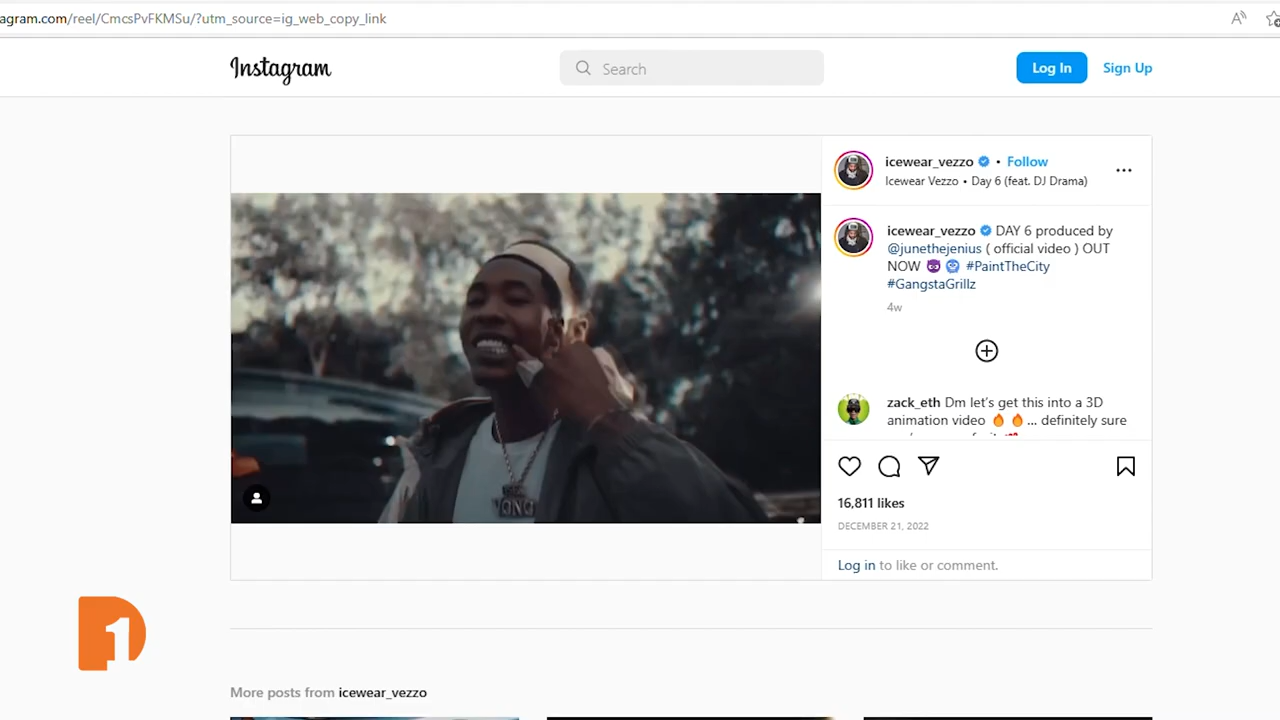 agram.com/reel/CmcsPvFKMSu/?utm_source=ig_web_copy_link
Instagram
Search
Log In
Sign Up
icewear_vezzo • Follow
Icewear Vezzo • Day 6 (feat. DJ Drama)
icewear_vezzo DAY 6 produced by
@junethejenius ( official video ) OUT
NOW 😈 🥶 #PaintTheCity
#GangstaGrillz
4w
zack_eth Dm let's get this into a 3D
animation video 🔥 🔥 ... definitely sure
16,811 likes
DECEMBER 21, 2022
Log in to like or comment.
1
More posts from icewear_vezzo